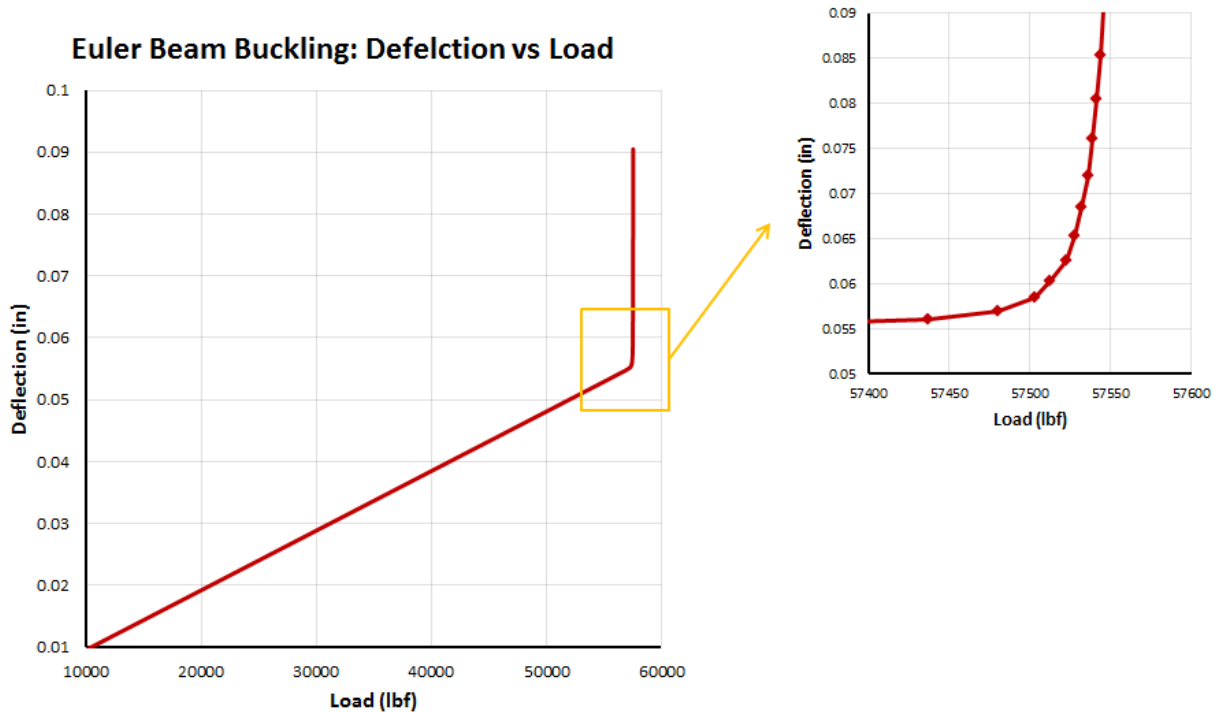 Euler Beam Buckling: Defelction vs Load
0.1
0.09
0.08
0.07
0.06
0.05
0.04
0.03
0.02
0.01
Deflection (in)
10000 20000 30000 40000 50000 60000
Load (lbf)
0.09
0.085
0.08
0.075
0.07
0.065
0.06
0.055
0.05
Deflection (in)
57400 57450 57500 57550 57600
Load (lbf)